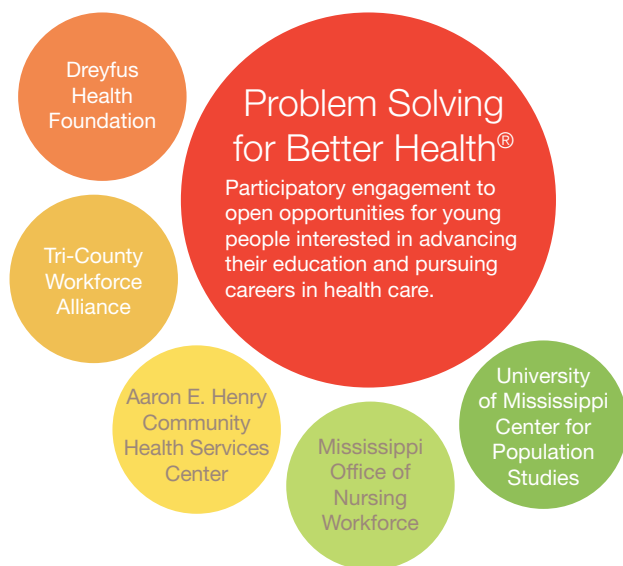 Dreyfus
Health
Foundation
Problem Solving
for Better Health®
Participatory engagement to
open opportunities for young
people interested in advancing
their education and pursuing
careers in health care.
Tri-County
Workforce
Alliance
Aaron E. Henry
Community
Health Services
Center
Mississippi
Office of
Nursing
Workforce
University
of Mississippi
Center for
Population
Studies